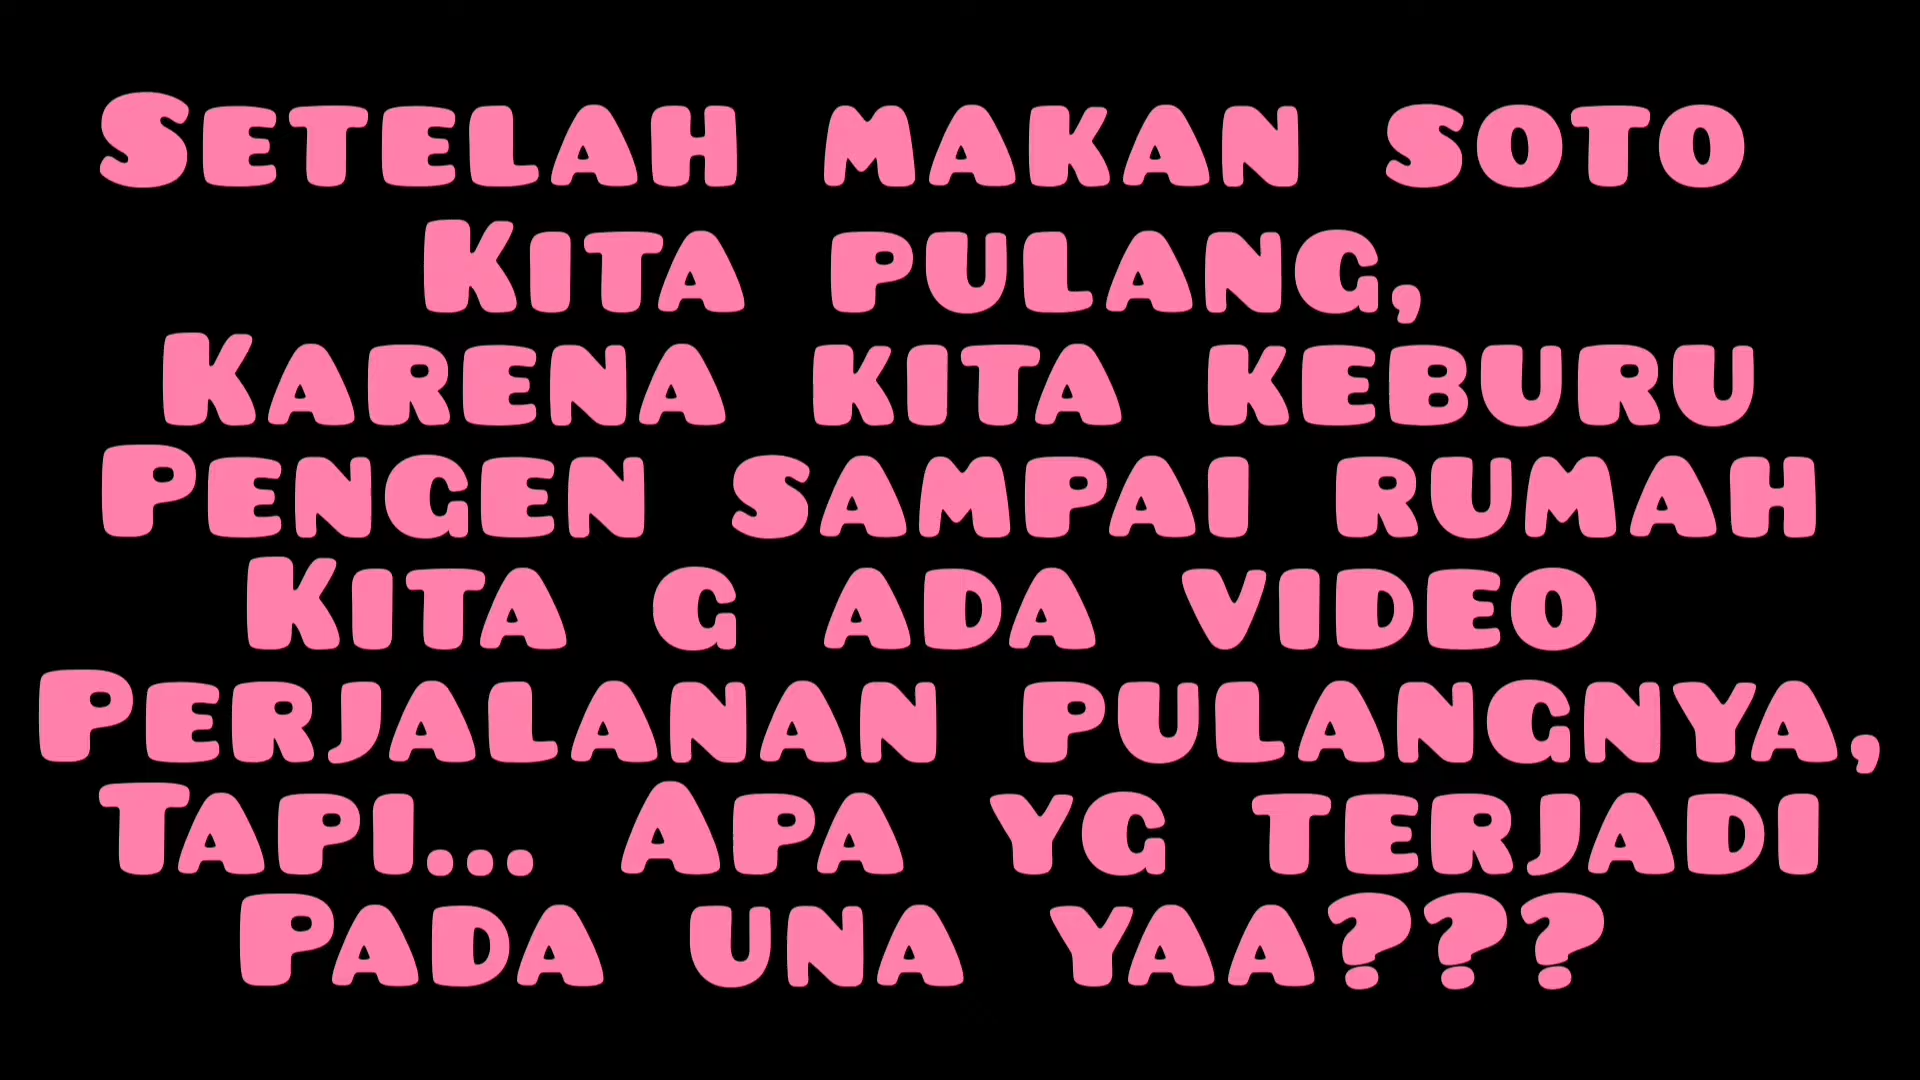 Setelah makan soto
Kita pulang,
Karena kita keburu
Pengen sampai rumah
Kita g ada video
Perjalanan pulangnya,
Tapi... Apa yg terjadi
Pada una yaa???